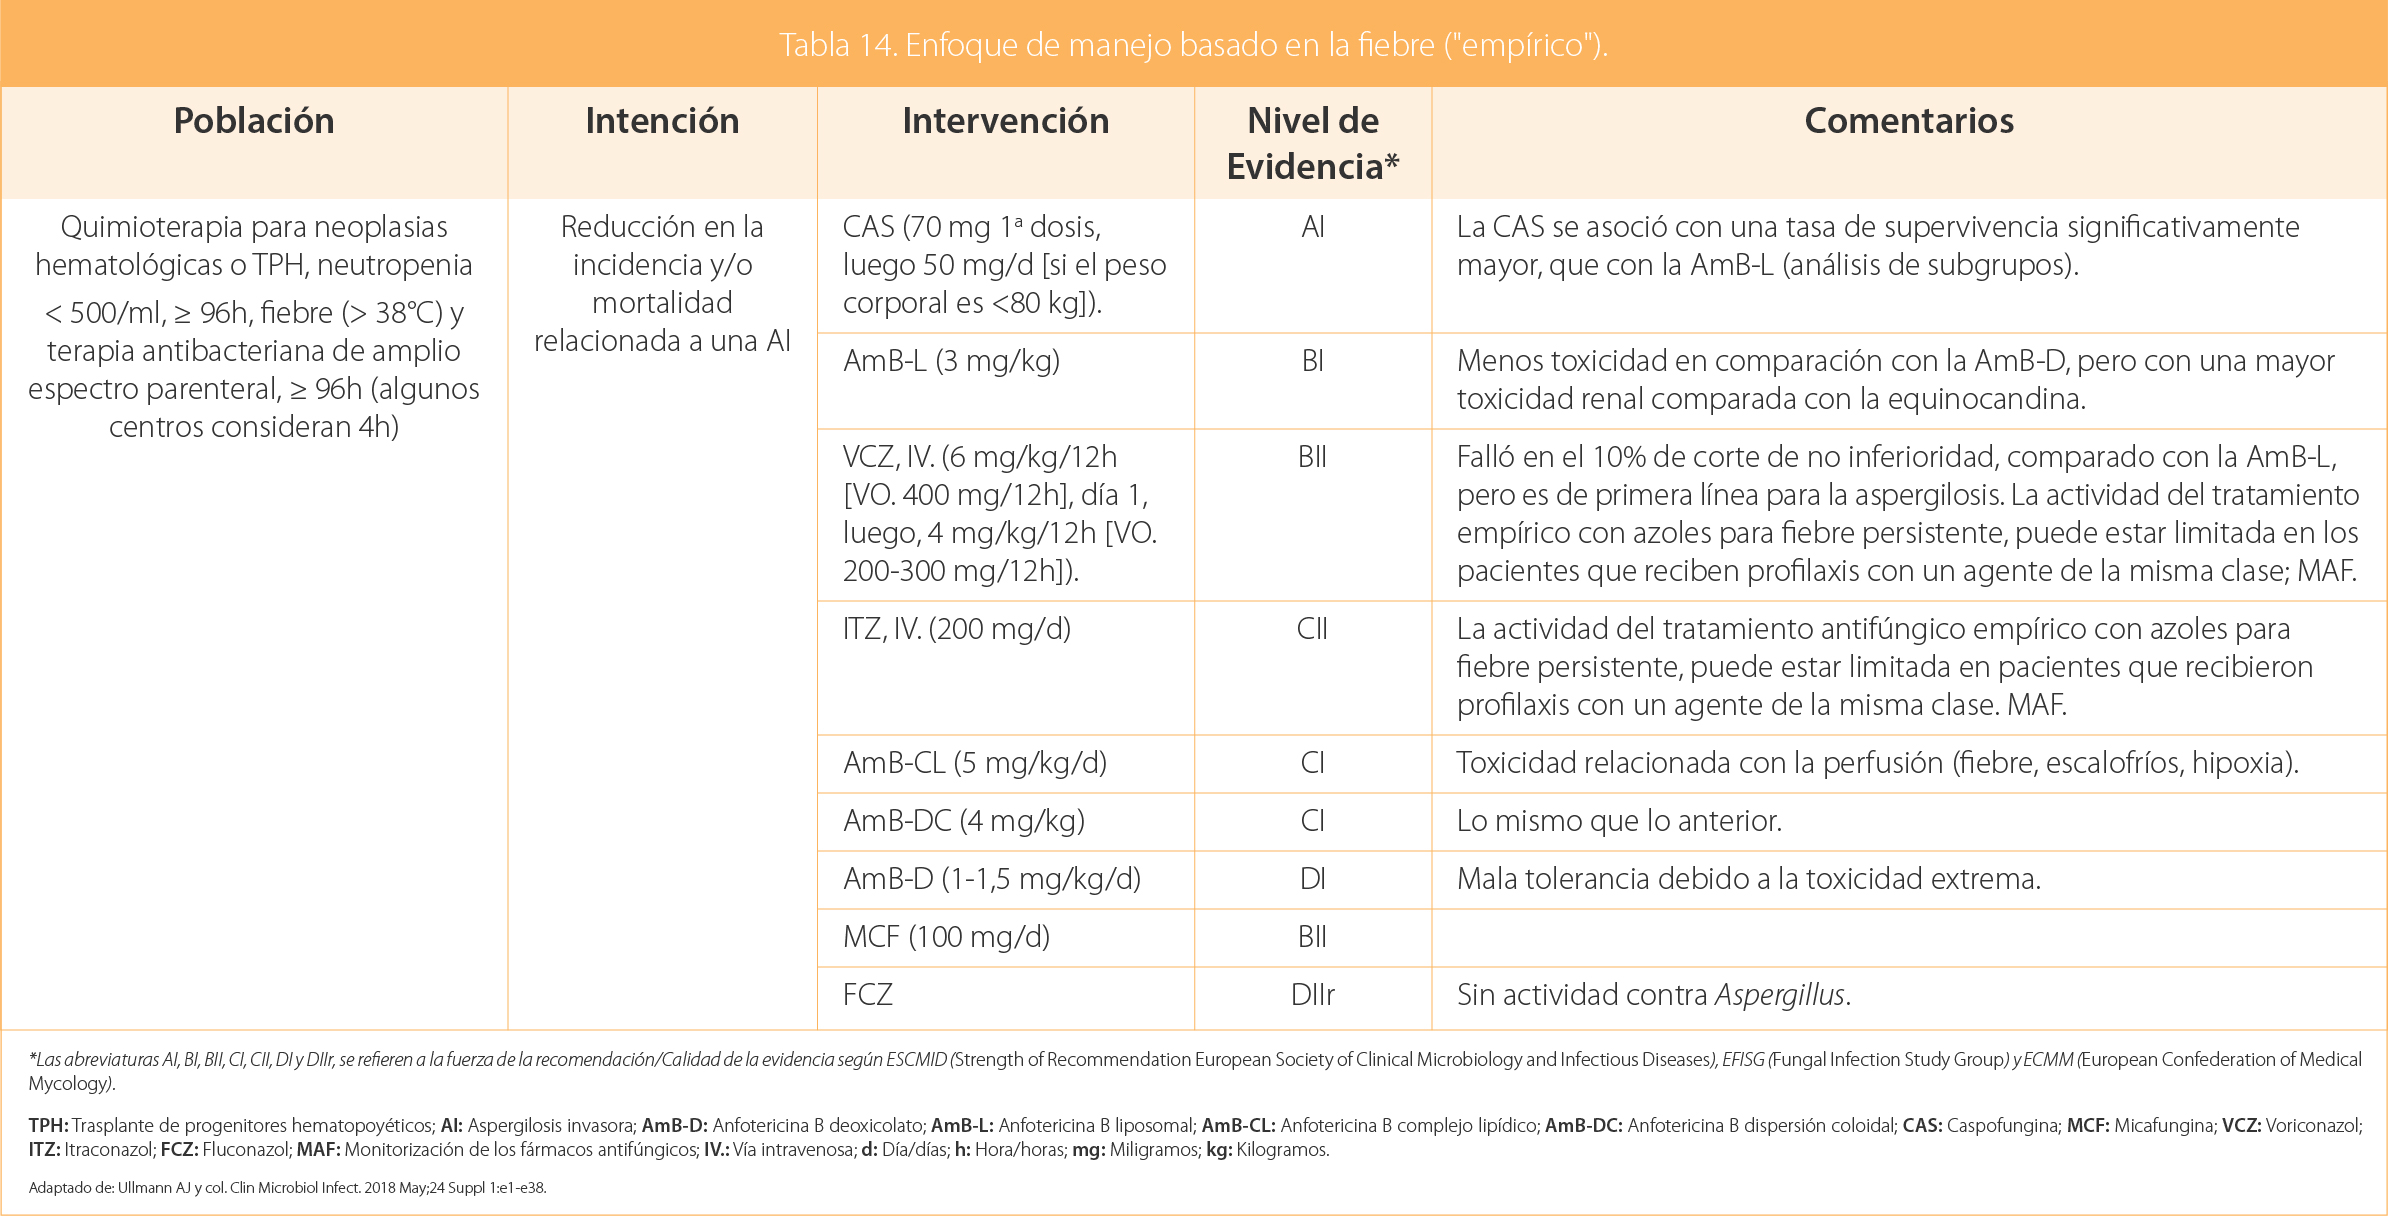 Tabla 14. Enfoque de manejo basado en la fiebre ("empírico").
Población
Intención
Intervención
Nivel de
Evidencia*
Comentarios
Quimioterapia para neoplasias
hematológicas o TPH, neutropenia
< 500/ml, ≥ 96h, fiebre (> 38°C) y
terapia antibacteriana de amplio
espectro parenteral, ≥ 96h (algunos
centros consideran 4h)
Reducción en la
incidencia y/o
mortalidad
relacionada a una AI
CAS (70 mg 1ª dosis,
luego 50 mg/d [si el peso
corporal es <80 kg]).
AI
La CAS se asoció con una tasa de supervivencia significativamente
mayor, que con la AmB-L (análisis de subgrupos).
AmB-L (3 mg/kg)
BI
Menos toxicidad en comparación con la AmB-D, pero con una mayor
toxicidad renal comparada con la equinocandina.
VCZ, IV. (6 mg/kg/12h
[VO. 400 mg/12h], día 1,
luego, 4 mg/kg/12h [VO.
200-300 mg/12h]).
BII
Falló en el 10% de corte de no inferioridad, comparado con la AmB-L,
pero es de primera línea para la aspergilosis. La actividad del tratamiento
empírico con azoles para fiebre persistente, puede estar limitada en los
pacientes que reciben profilaxis con un agente de la misma clase; MAF.
ITZ, IV. (200 mg/d)
CII
La actividad del tratamiento antifúngico empírico con azoles para
fiebre persistente, puede estar limitada en pacientes que recibieron
profilaxis con un agente de la misma clase. MAF.
AmB-CL (5 mg/kg/d)
CI
Toxicidad relacionada con la perfusión (fiebre, escalofríos, hipoxia).
AmB-DC (4 mg/kg)
CI
Lo mismo que lo anterior.
AmB-D (1-1,5 mg/kg/d)
DI
Mala tolerancia debido a la toxicidad extrema.
MCF (100 mg/d)
BII
FCZ
DIIr
Sin actividad contra Aspergillus.
*Las abreviaturas AI, BI, BII, CI, CII, DI y DIIr, se refieren a la fuerza de la recomendación/Calidad de la evidencia según ESCMID (Strength of Recommendation European Society of Clinical Microbiology and Infectious Diseases), EFISG (Fungal Infection Study Group) y ECMM (European Confederation of Medical
Mycology).
TPH: Trasplante de progenitores hematopoyéticos; AI: Aspergilosis invasora; AmB-D: Anfotericina B deoxicolato; AmB-L: Anfotericina B liposomal; AmB-CL: Anfotericina B complejo lipídico; AmB-DC: Anfotericina B dispersión coloidal; CAS: Caspofungina; MCF: Micafungina; VCZ: Voriconazol;
ITZ: Itraconazol; FCZ: Fluconazol; MAF: Monitorización de los fármacos antifúngicos; IV.: Vía intravenosa; d: Día/días; h: Hora/horas; mg: Miligramos; kg: Kilogramos.
Adaptado de: Ullmann AJ y col. Clin Microbiol Infect. 2018 May;24 Suppl 1:e1-e38.